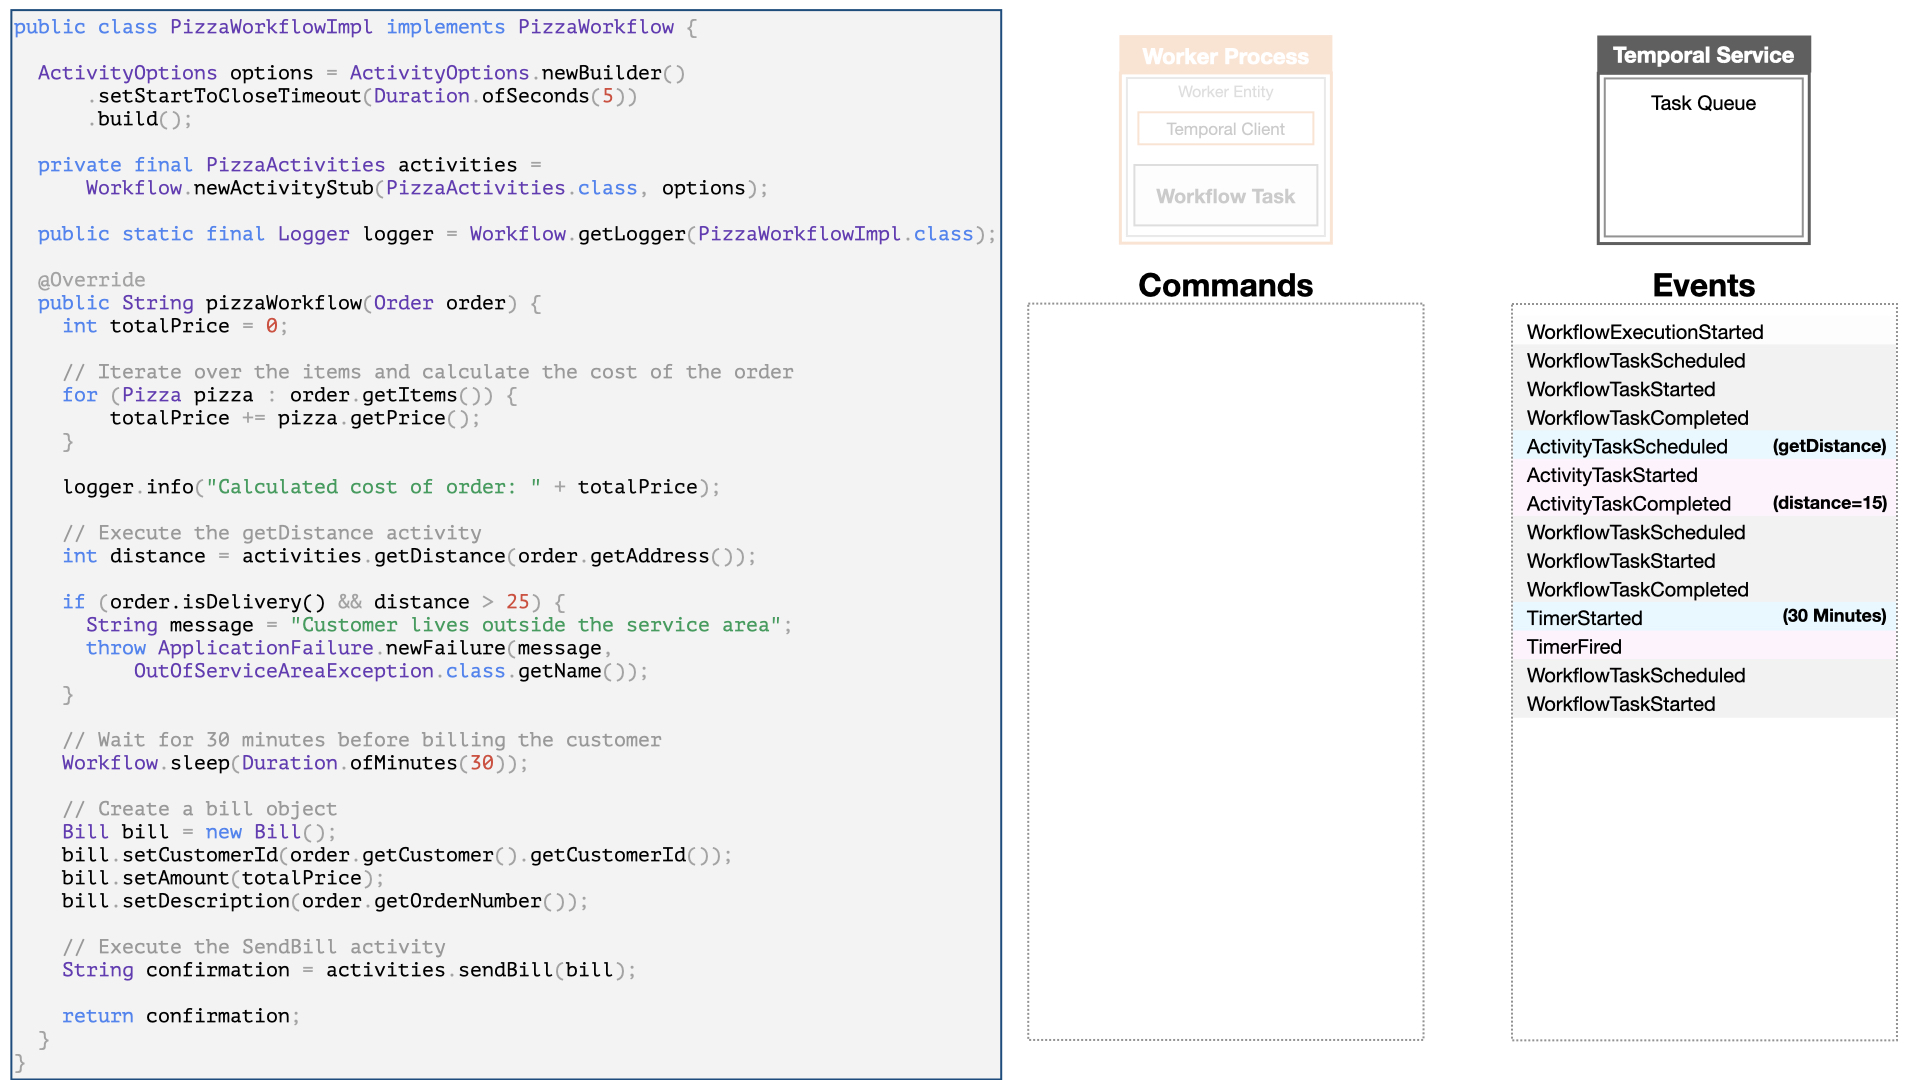 public class PizzaWorkflowImpl implements PizzaWorkflow {
ActivityOptions options = ActivityOptions.newBuilder()
.setStartToCloseTimeout(Duration.ofSeconds(5))
.build();
private final PizzaActivities activities =
Workflow.newActivityStub(PizzaActivities.class, options);
public static final Logger logger = Workflow.getLogger(PizzaWorkflowImpl.class);
@Override
public String pizzaWorkflow(Order order) {
int totalPrice = 0;
// Iterate over the items and calculate the cost of the order
for (Pizza pizza : order.getItems()) {
totalPrice += pizza.getPrice();
}
logger.info("Calculated cost of order: " + totalPrice);
// Execute the getDistance activity
int distance = activities.getDistance(order.getAddress());
if (order.isDelivery() && distance > 25) {
String message = "Customer lives outside the service area";
throw ApplicationFailure.newFailure(message,
OutOfServiceAreaException.class.getName());
}
// Wait for 30 minutes before billing the customer
Workflow.sleep(Duration.ofMinutes(30));
// Create a bill object
Bill bill = new Bill();
bill.setCustomerId(order.getCustomer().getCustomerId());
bill.setAmount(totalPrice);
bill.setDescription(order.getOrderNumber());
// Execute the SendBill activity
String confirmation = activities.sendBill(bill);
return confirmation;
}
}
Worker Process
Worker Entity
Temporal Client
Workflow Task
Commands
Temporal Service
Task Queue
Events
WorkflowExecutionStarted
WorkflowTaskScheduled
WorkflowTaskStarted
WorkflowTaskCompleted
ActivityTaskScheduled (getDistance)
ActivityTaskStarted
ActivityTaskCompleted (distance=15)
WorkflowTaskScheduled
WorkflowTaskStarted
WorkflowTaskCompleted
TimerStarted (30 Minutes)
TimerFired
WorkflowTaskScheduled
WorkflowTaskStarted